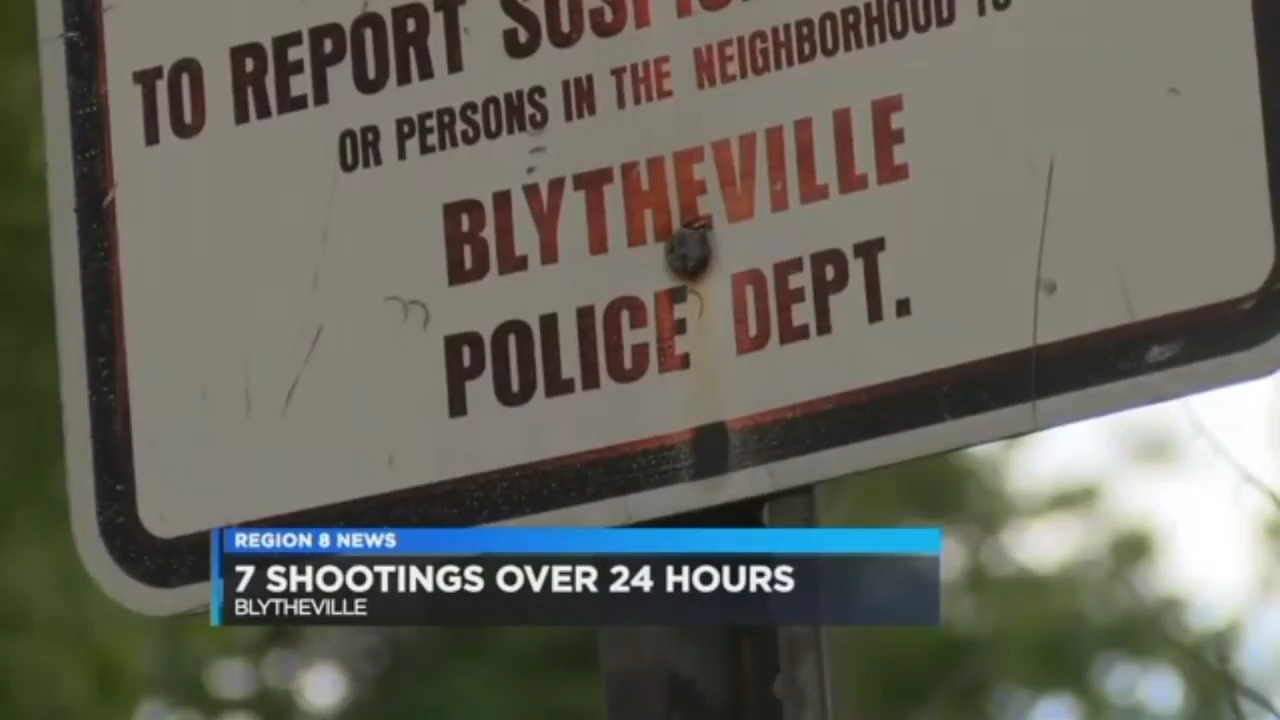 TO REPORT
OR PERSONS IN THE NEIGHBORHOOD TO
BLYTHEVILLE
POLICE DEPT.
REGION 8 NEWS
7 SHOOTINGS OVER 24 HOURS
BLYTHEVILLE